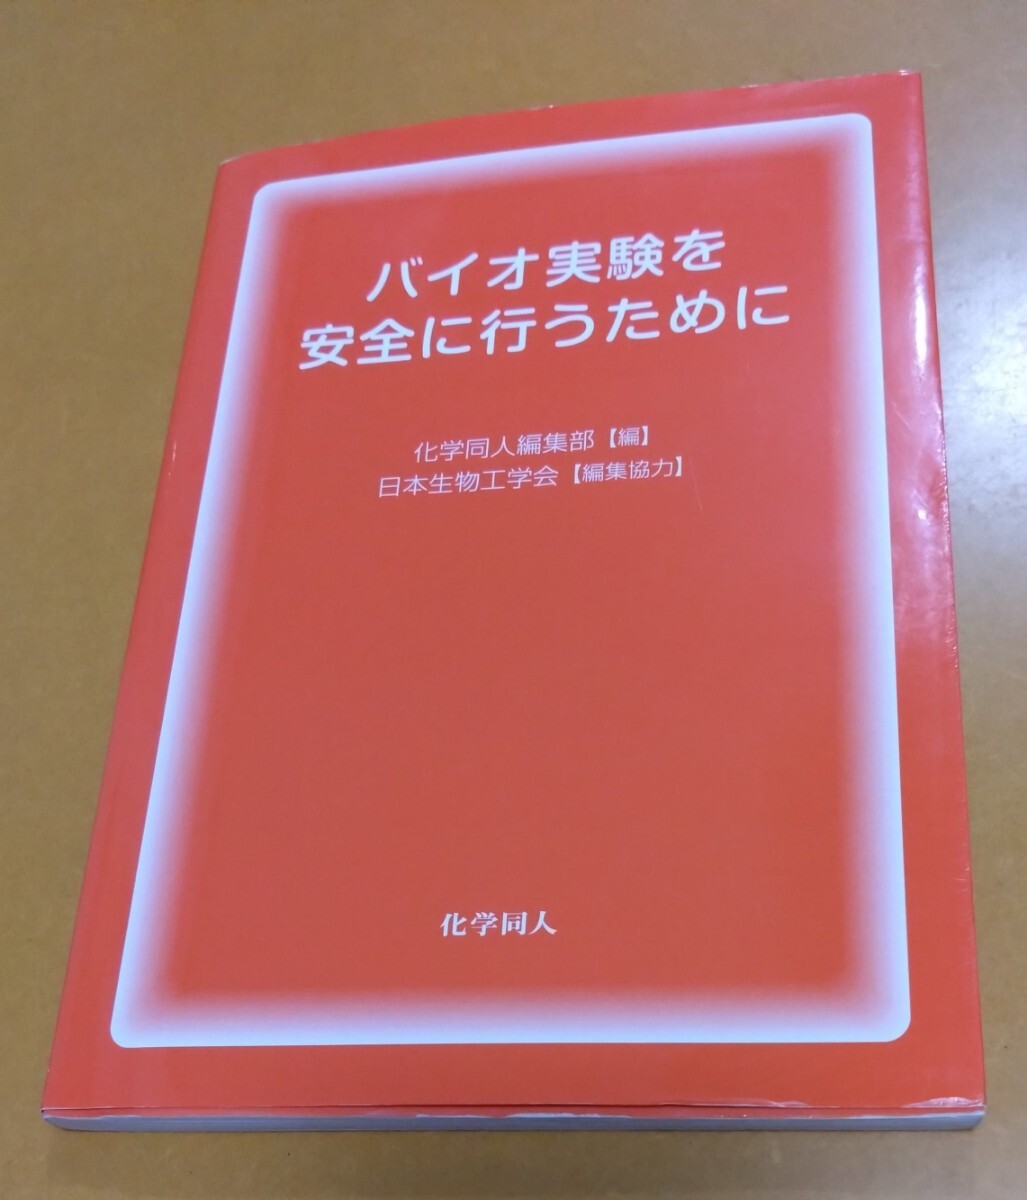 バイオ実験を
安全に行うために
化学同人編集部【編】
日本生物工学会【編集協力】
化学同人